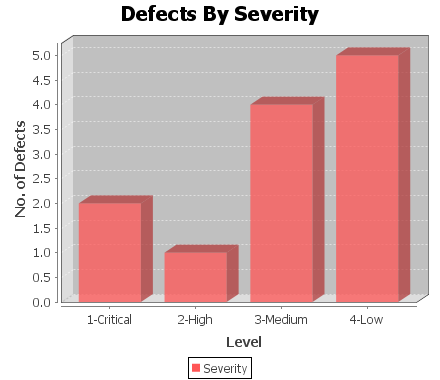 Defects By Severity
No. of Defects
5.0
4.5
4.0
3.5
3.0
2.5
2.0
1.5
1.0
0.5
0.0
1-Critical 2-High 3-Medium 4-Low
Level
Severity